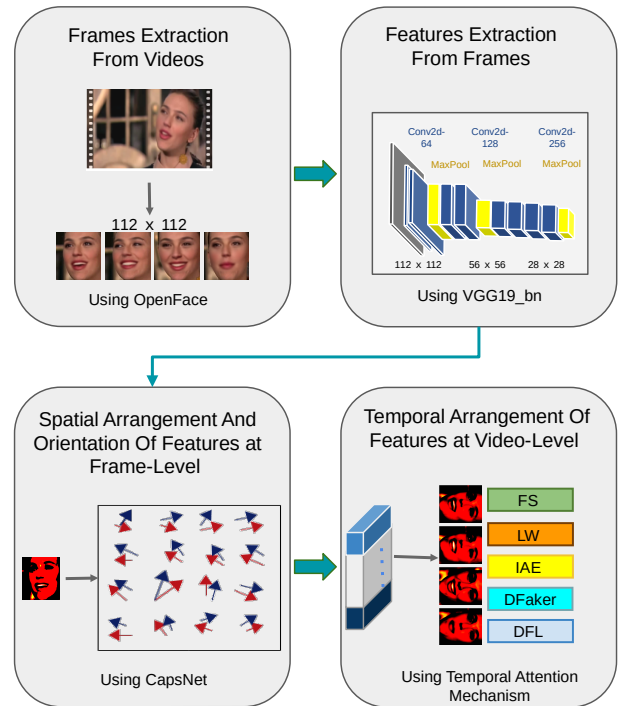 Frames Extraction
From Videos
112 x 112
Using OpenFace
Features Extraction
From Frames
Conv2d-
64
Conv2d-
128
Conv2d-
256
MaxPool
MaxPool
MaxPool
112 x 112
56 x 56
28 x 28
Using VGG19_bn
Spatial Arrangement And
Orientation Of Features at
Frame-Level
Using CapsNet
Temporal Arrangement Of
Features at Video-Level
FS
LW
IAE
DFaker
DFL
Using Temporal Attention
Mechanism